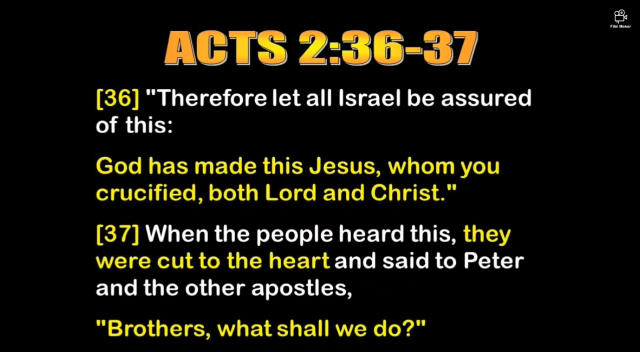 Film Maker
ACTS 2:36-37
[36] "Therefore let all Israel be assured
of this:
God has made this Jesus, whom you
crucified, both Lord and Christ."
[37] When the people heard this, they
were cut to the heart and said to Peter
and the other apostles,
"Brothers, what shall we do?"